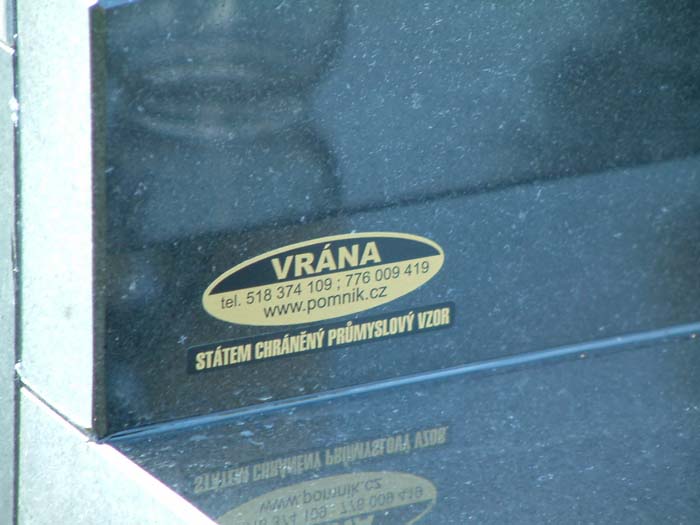 VRÁNA
tel. 518 374 109 ; 776 009 419
www.pomnik.cz
STÁTEM CHRÁNĚNÝ PRŮMYSLOVÝ VZOR